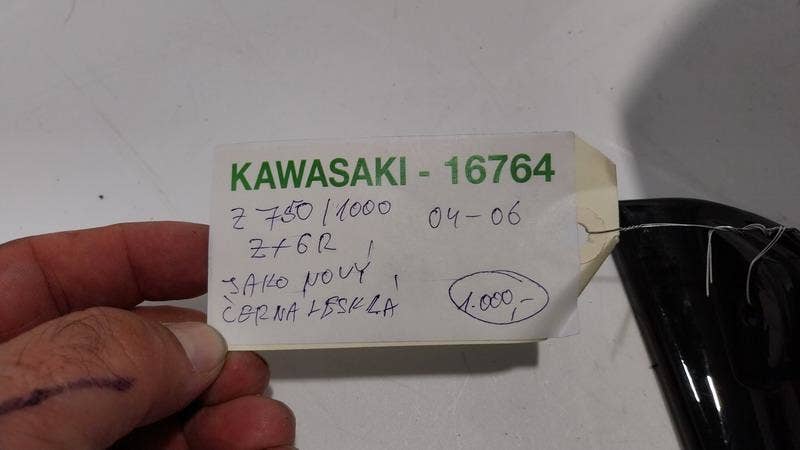 KAWASAKI - 16764
Z 750/1000 04-06
ZX6R,
JAKO NOVÝ,
ČERNÁ LESKLÁ 1.000,-